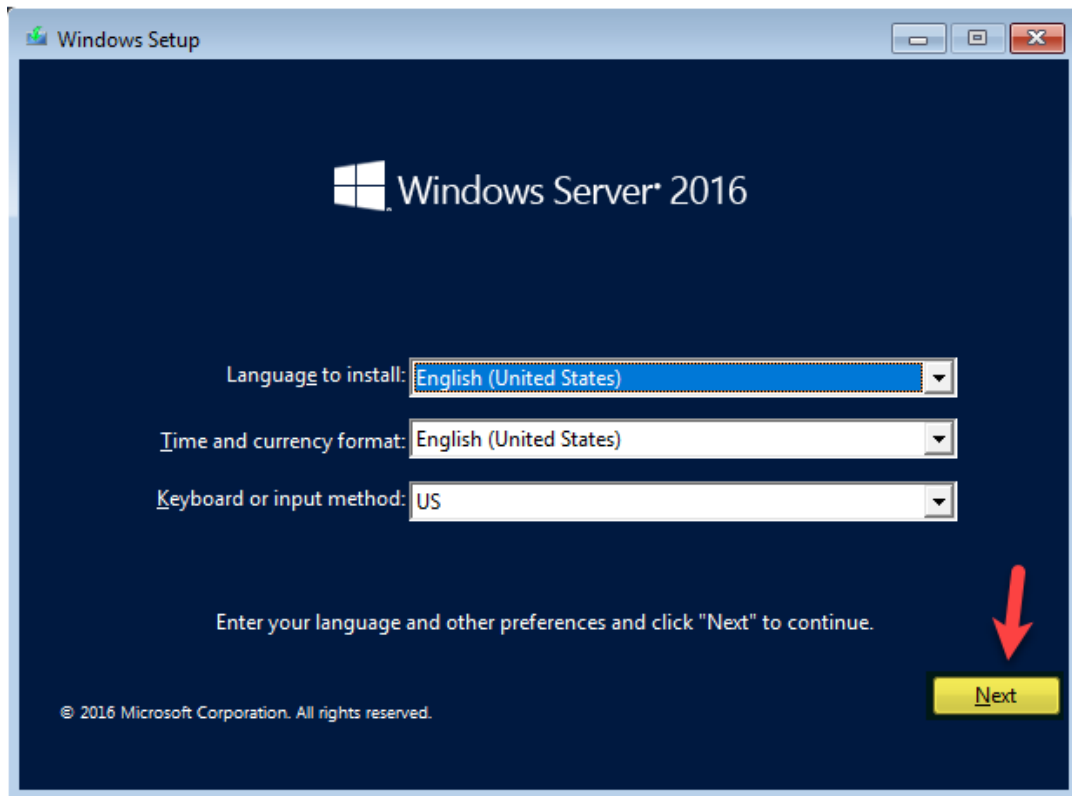 Windows Setup
Windows Server® 2016
Language to install: English (United States)
Time and currency format: English (United States)
Keyboard or input method: US
Enter your language and other preferences and click "Next" to continue.
Next
© 2016 Microsoft Corporation. All rights reserved.